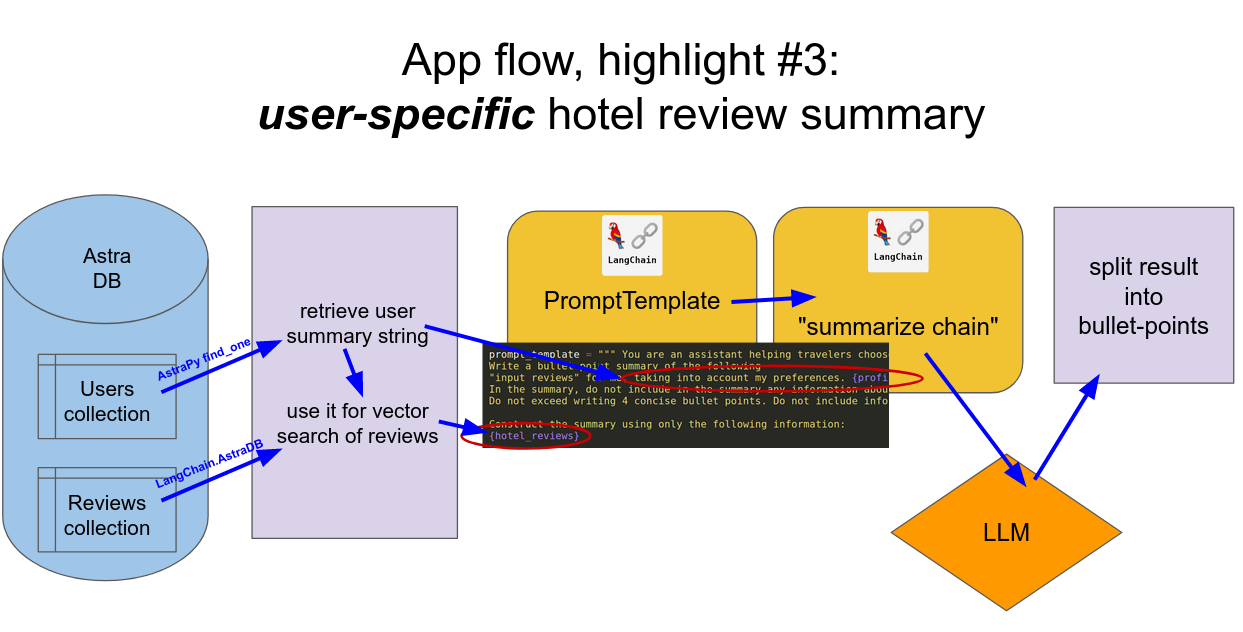 App flow, highlight #3:
user-specific hotel review summary
Astra
DB
Users
collection
Reviews
collection
AstraPy find_one
LangChain.AstraDB
retrieve user
summary string
use it for vector
search of reviews
LangChain
PromptTemplate
prompt_template = """ You are an assistant helping travelers choos
Write a bullet-point summary of the following
"input reviews" for me, taking into account my preferences. {profi
In the summary, do not include in the summary any information abou
Do not exceed writing 4 concise bullet points. Do not include info
Construct the summary using only the following information:
{hotel_reviews}
LangChain
"summarize chain"
LLM
split result
into
bullet-points